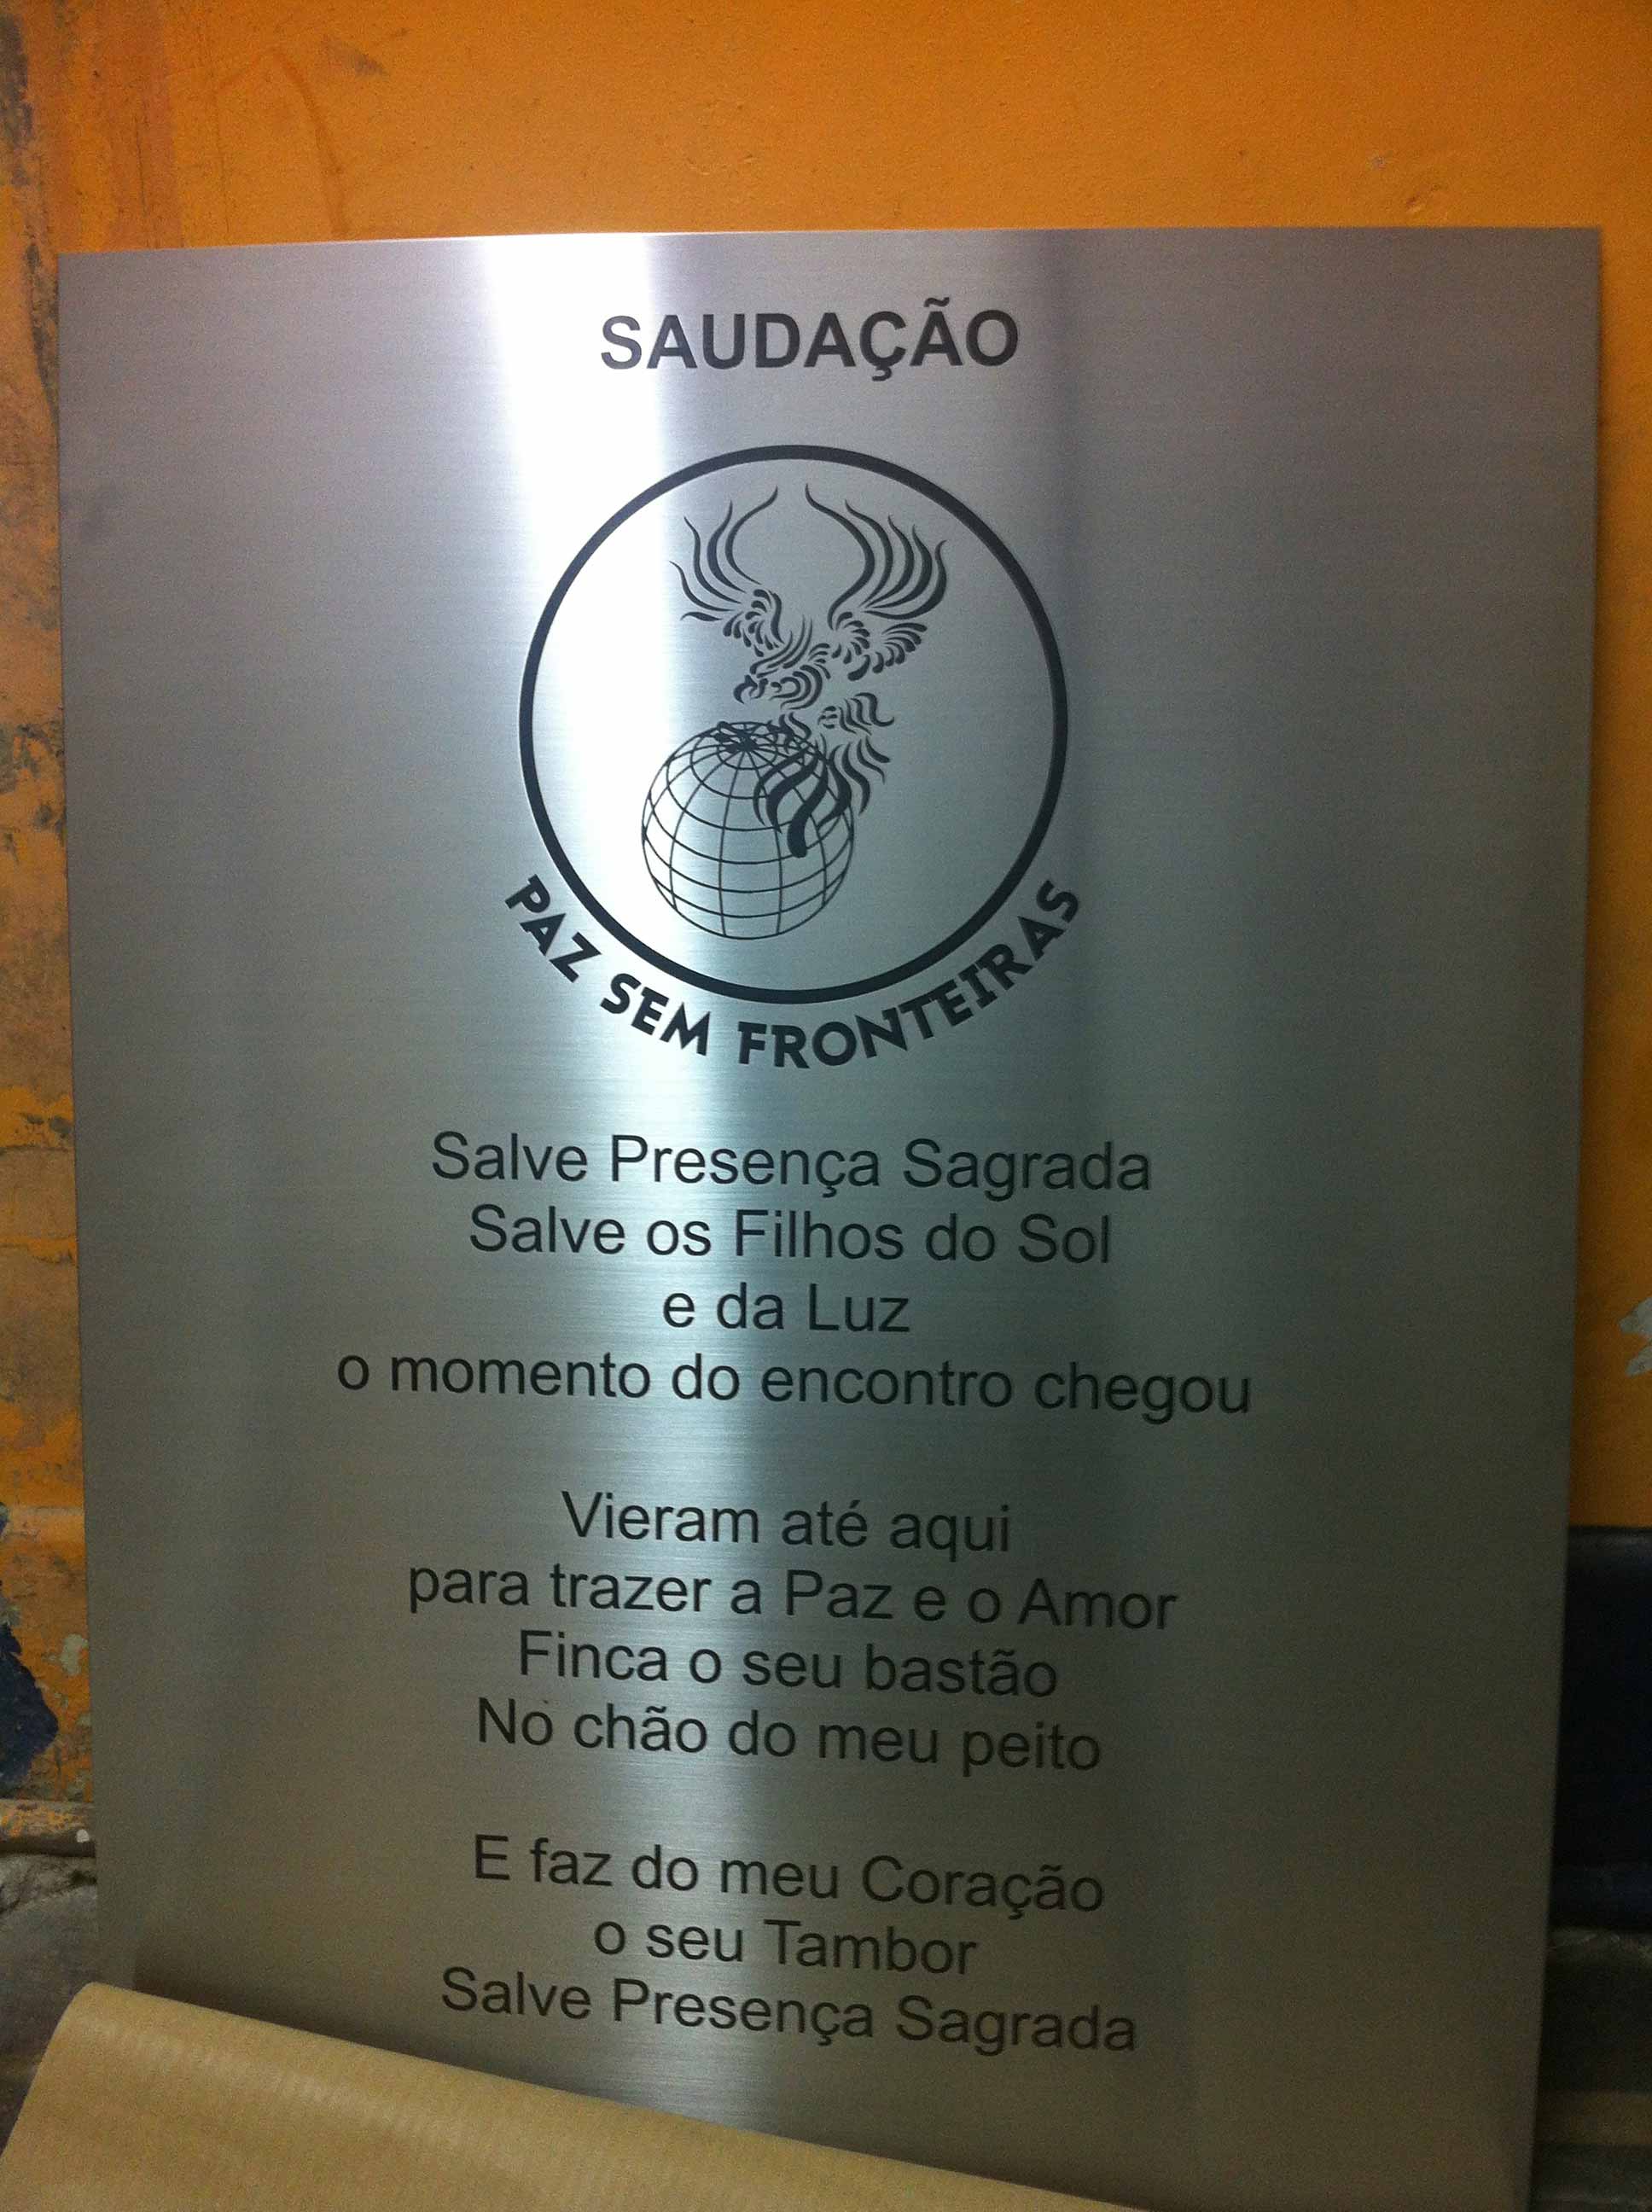 SAUDAÇÃO
PAZ SEM FRONTEIRAS
Salve Presença Sagrada
Salve os Filhos do Sol
e da Luz
o momento do encontro chegou
Vieram até aqui
para trazer a Paz e o Amor
Finca o seu bastão
No chão do meu peito
E faz do meu Coração
o seu Tambor
Salve Presença Sagrada